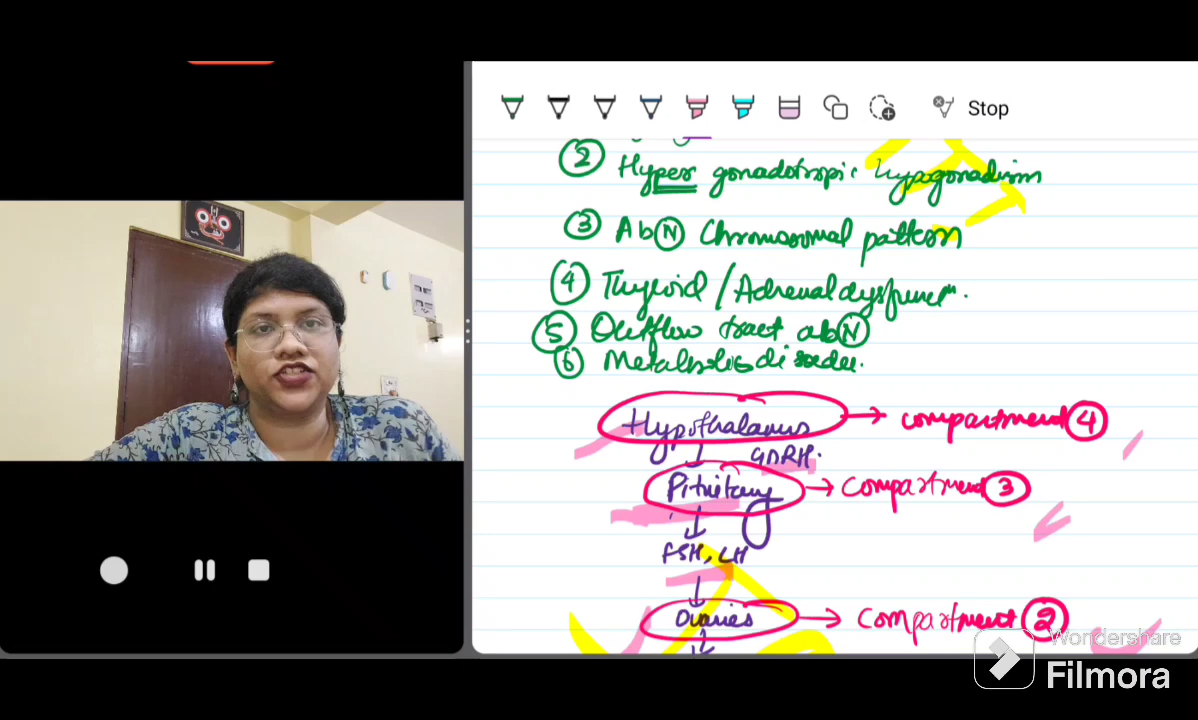 Stop
② Hyper gonadotropic hypogonadism
③ Ab Ⓝ Chromosomal pattern
④ Thyroid / Adrenal dysfuncⁿ.
⑤ Outflow tract ab Ⓝ
⑥ Metabolic disorder.
Hypothalamus → compartment ④
GnRH.
Pituitary → compartment ③
FSH, LH
Ovaries → compartment ②
Wondershare
Filmora